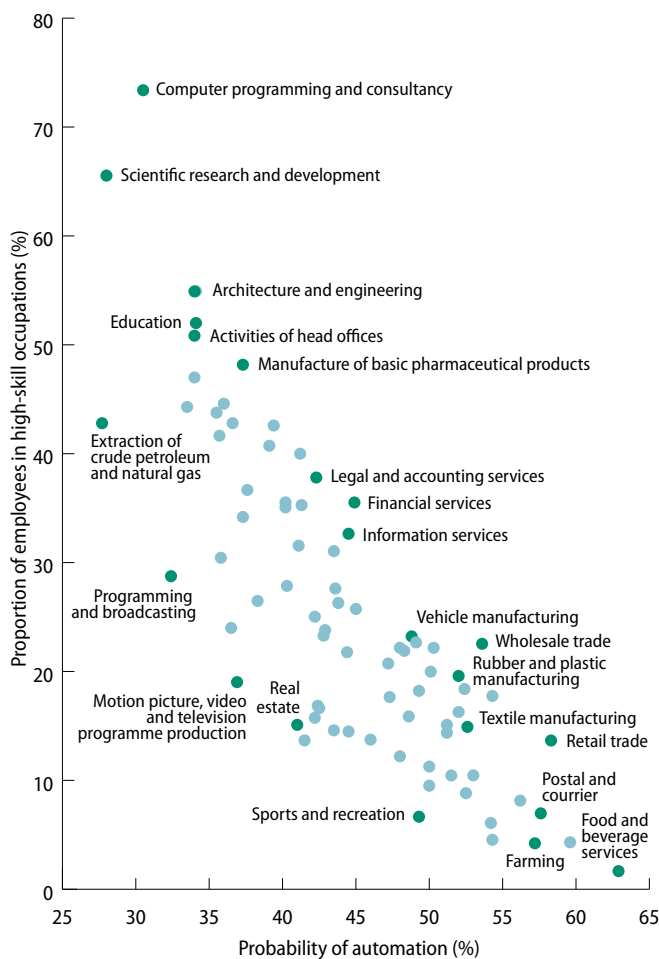 Proportion of employees in high-skill occupations (%)
80
70
60
50
40
30
20
10
0
Computer programming and consultancy
Scientific research and development
Architecture and engineering
Education
Activities of head offices
Manufacture of basic pharmaceutical products
Extraction of
crude petroleum
and natural gas
Legal and accounting services
Financial services
Information services
Programming
and broadcasting
Vehicle manufacturing
Wholesale trade
Rubber and plastic
manufacturing
Motion picture, video
and television
programme production
Real
estate
Textile manufacturing
Retail trade
Sports and recreation
Postal and
courrier
Food and
beverage
services
Farming
25
30
35
40
45
50
55
60
65
Probability of automation (%)